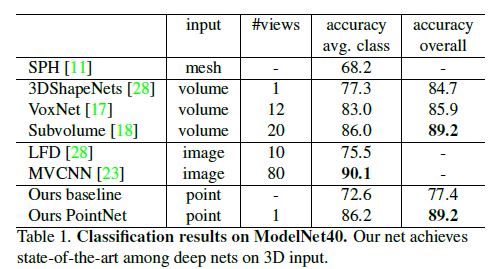 input #views accuracy accuracy
avg. class overall
SPH [11] mesh - 68.2 -
3DShapeNets [28] volume 1 77.3 84.7
VoxNet [17] volume 12 83.0 85.9
Subvolume [18] volume 20 86.0 89.2
LFD [28] image 10 75.5 -
MVCNN [23] image 80 90.1 -
Ours baseline point - 72.6 77.4
Ours PointNet point 1 86.2 89.2
Table 1. Classification results on ModelNet40. Our net achieves
state-of-the-art among deep nets on 3D input.